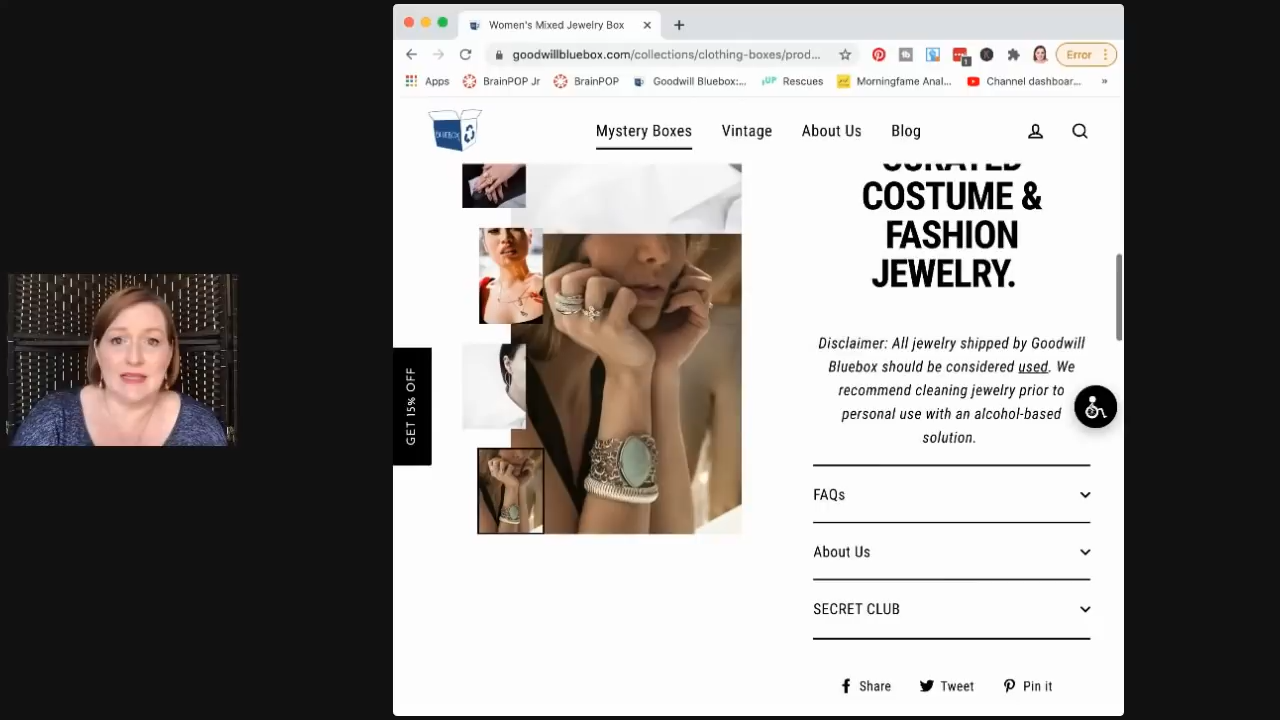 Women's Mixed Jewelry Box
goodwillbluebox.com/collections/clothing-boxes/prod...
Error
Apps
BrainPOP Jr
BrainPOP
Goodwill Bluebox:...
Rescues
Morningfame Anal...
Channel dashboar...
»
Mystery Boxes
Vintage
About Us
Blog
CURATED
COSTUME &
FASHION
JEWELRY.
Disclaimer: All jewelry shipped by Goodwill
Bluebox should be considered used. We
recommend cleaning jewelry prior to
personal use with an alcohol-based
solution.
GET 15% OFF
FAQs
About Us
SECRET CLUB
Share
Tweet
Pin it